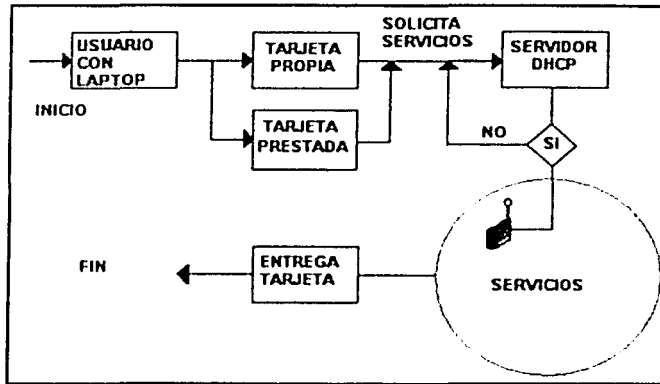 USUARIO
CON
LAPTOP
INICIO
TARJETA
PROPIA
TARJETA
PRESTADA
SOLICITA
SERVICIOS
SERVIDOR
DHCP
NO
SI
SERVICIOS
ENTREGA
TARJETA
FIN